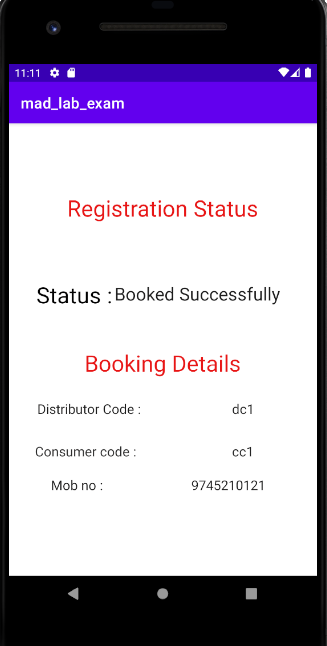 11:11
mad_lab_exam
Registration Status
Status : Booked Successfully
Booking Details
Distributor Code : dc1
Consumer code : cc1
Mob no : 9745210121